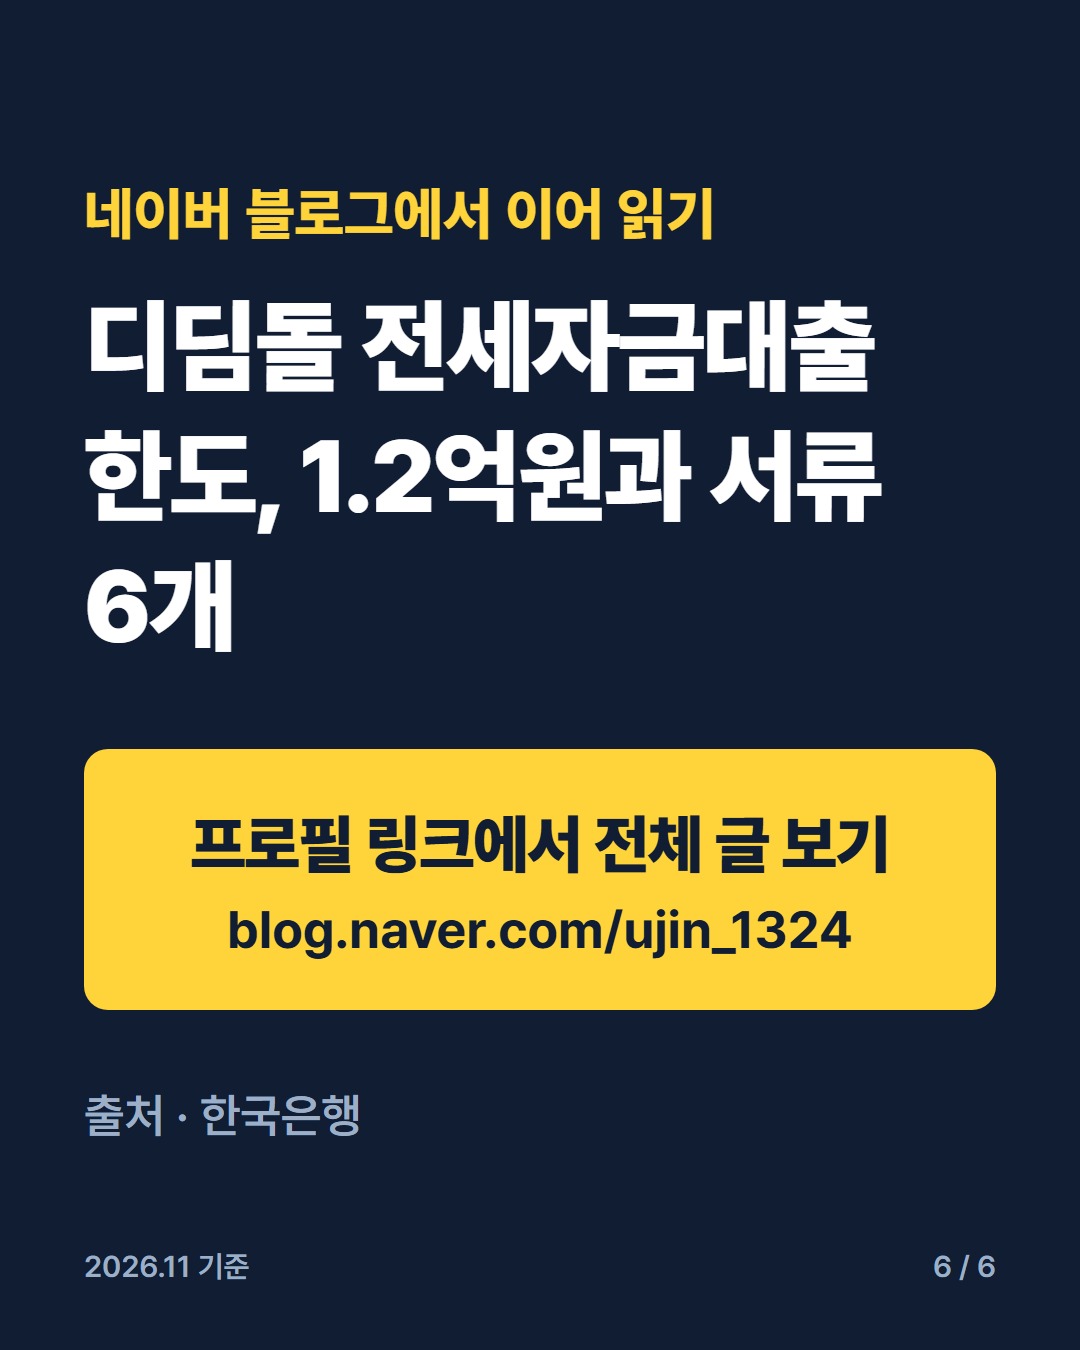 네이버 블로그에서 이어 읽기
디딤돌 전세자금대출
한도, 1.2억원과 서류
6개
프로필 링크에서 전체 글 보기
blog.naver.com/ujin_1324
출처 · 한국은행
2026.11 기준
6 / 6